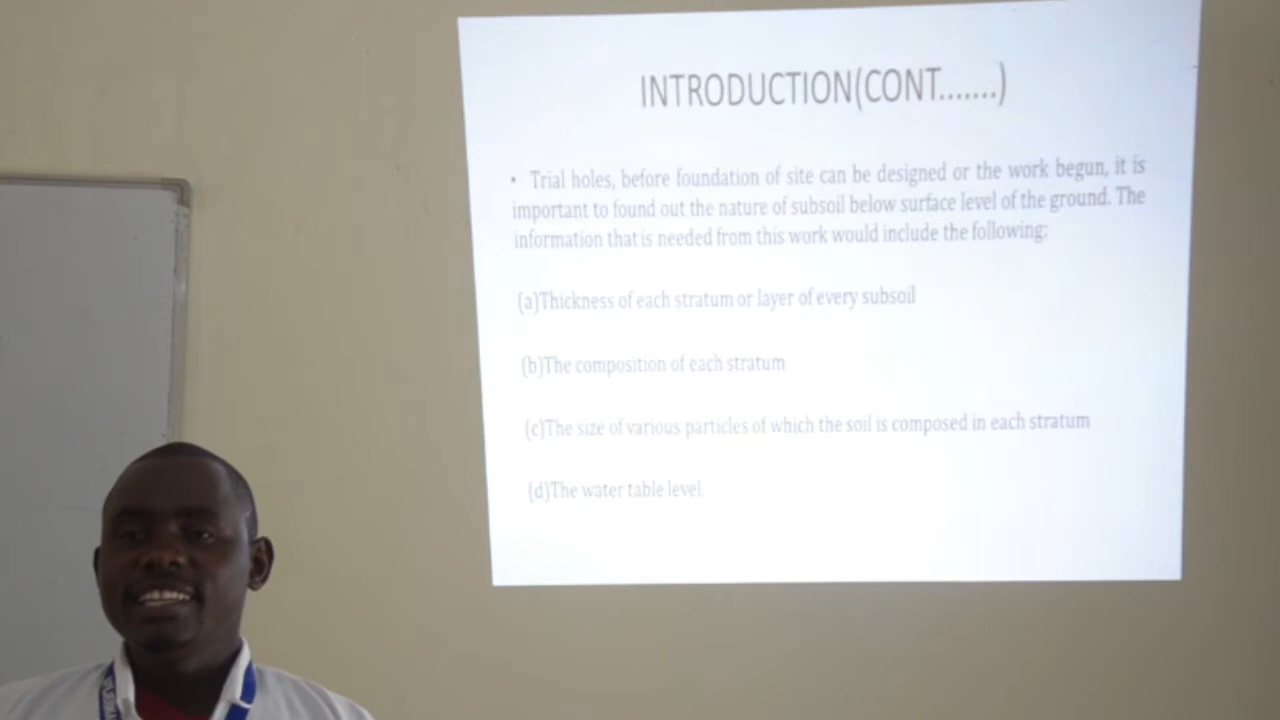 INTRODUCTION(CONT.......)
• Trial holes, before foundation of site can be designed or the work begun, it is
important to found out the nature of subsoil below surface level of the ground. The
information that is needed from this work would include the following:
(a)Thickness of each stratum or layer of every subsoil
(b)The composition of each stratum
(c)The size of various particles of which the soil is composed in each stratum
(d)The water table level.